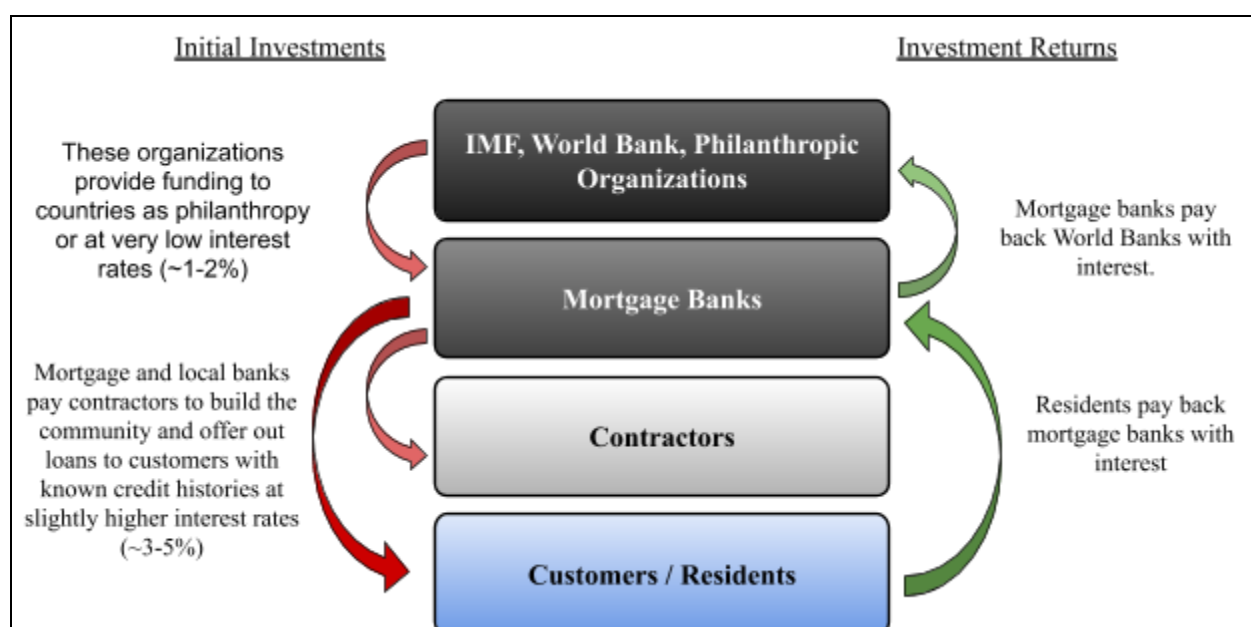 Initial Investments
Investment Returns
These organizations
provide funding to
countries as philanthropy
or at very low interest
rates (~1-2%)
IMF, World Bank, Philanthropic
Organizations
Mortgage banks pay
back World Banks with
interest.
Mortgage Banks
Mortgage and local banks
pay contractors to build the
community and offer out
loans to customers with
known credit histories at
slightly higher interest rates
(~3-5%)
Contractors
Residents pay back
mortgage banks with
interest
Customers / Residents